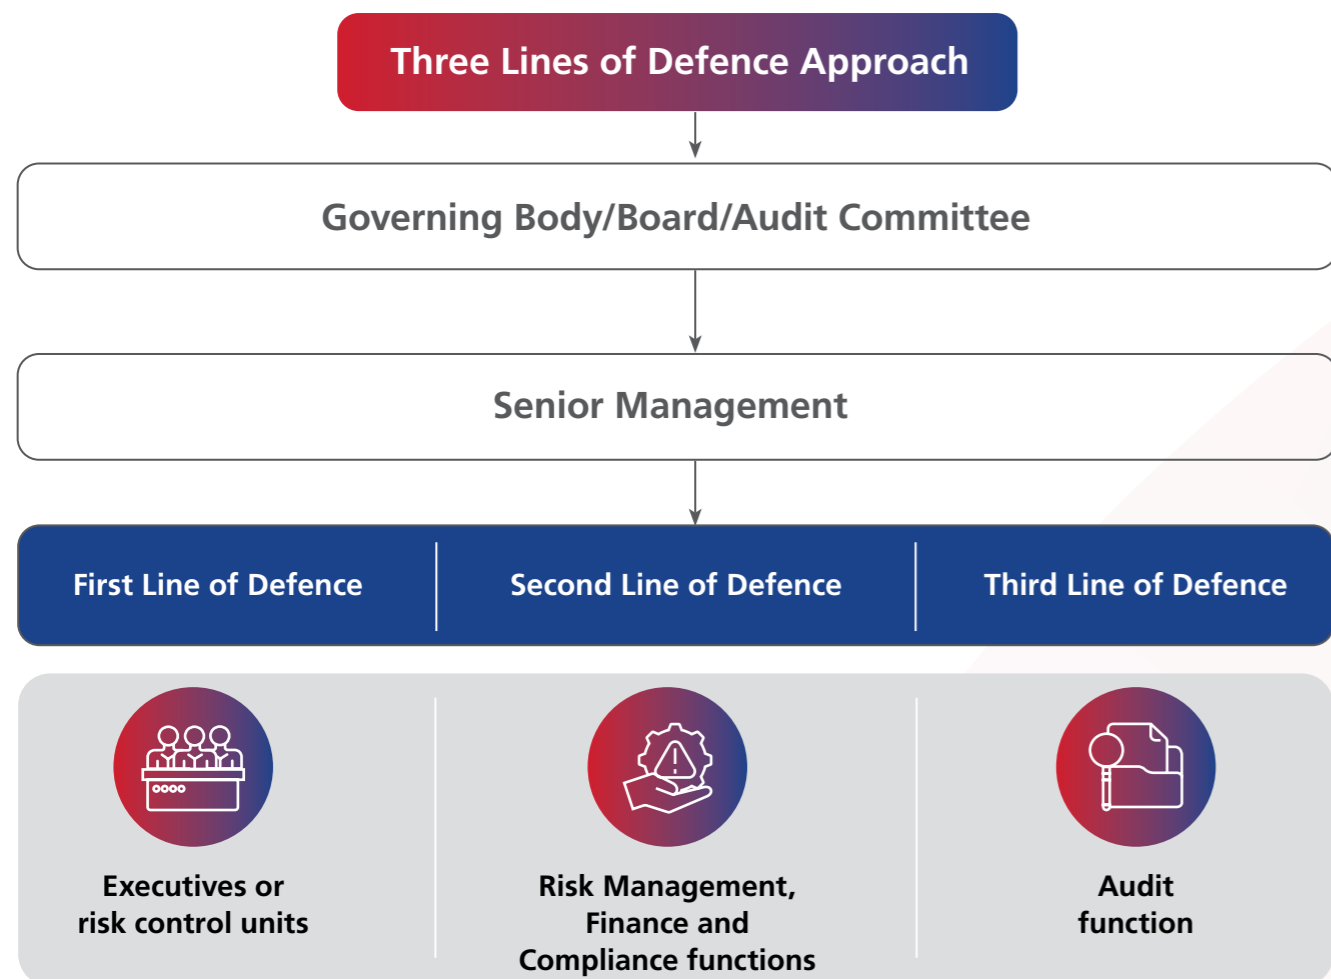 Three Lines of Defence Approach
Governing Body/Board/Audit Committee
Senior Management
First Line of Defence
Second Line of Defence
Third Line of Defence
Executives or
risk control units
Risk Management,
Finance and
Compliance functions
Audit
function